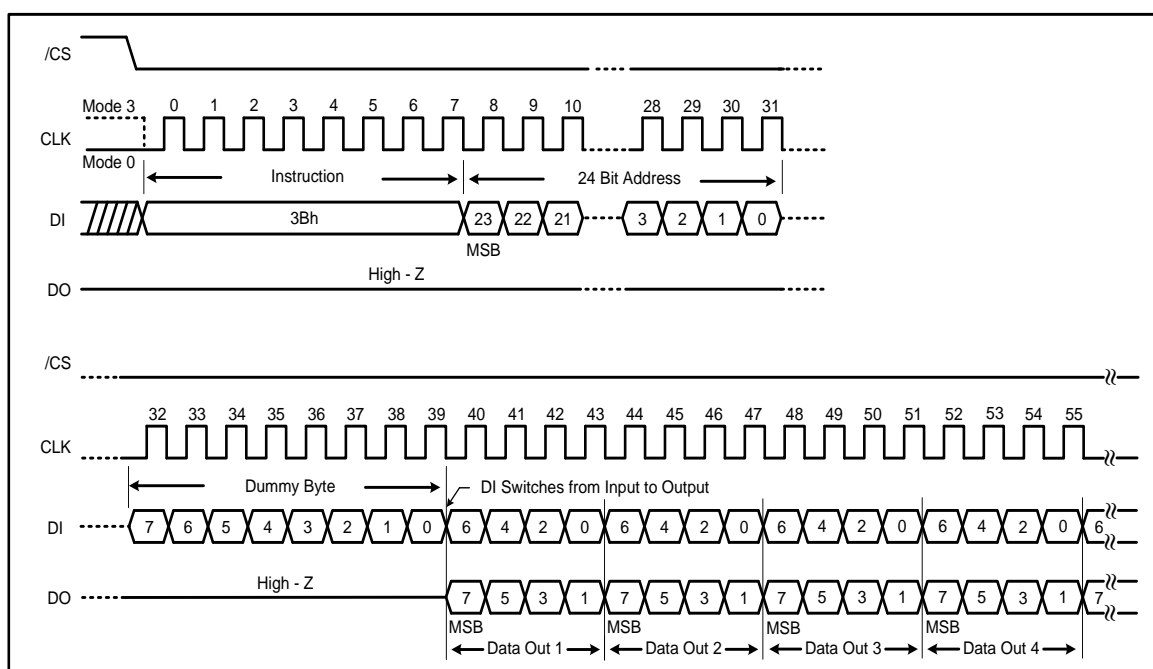 /CS
Mode 3 0 1 2 3 4 5 6 7 8 9 10 28 29 30 31
CLK
Mode 0
Instruction 24 Bit Address
DI 3Bh 23 22 21 3 2 1 0
MSB
High - Z
DO
/CS
32 33 34 35 36 37 38 39 40 41 42 43 44 45 46 47 48 49 50 51 52 53 54 55
CLK
Dummy Byte DI Switches from Input to Output
DI 7 6 5 4 3 2 1 0 6 4 2 0 6 4 2 0 6 4 2 0 6 4 2 0 6
High - Z
DO 7 5 3 1 7 5 3 1 7 5 3 1 7 5 3 1 7
MSB MSB MSB MSB
Data Out 1 Data Out 2 Data Out 3 Data Out 4